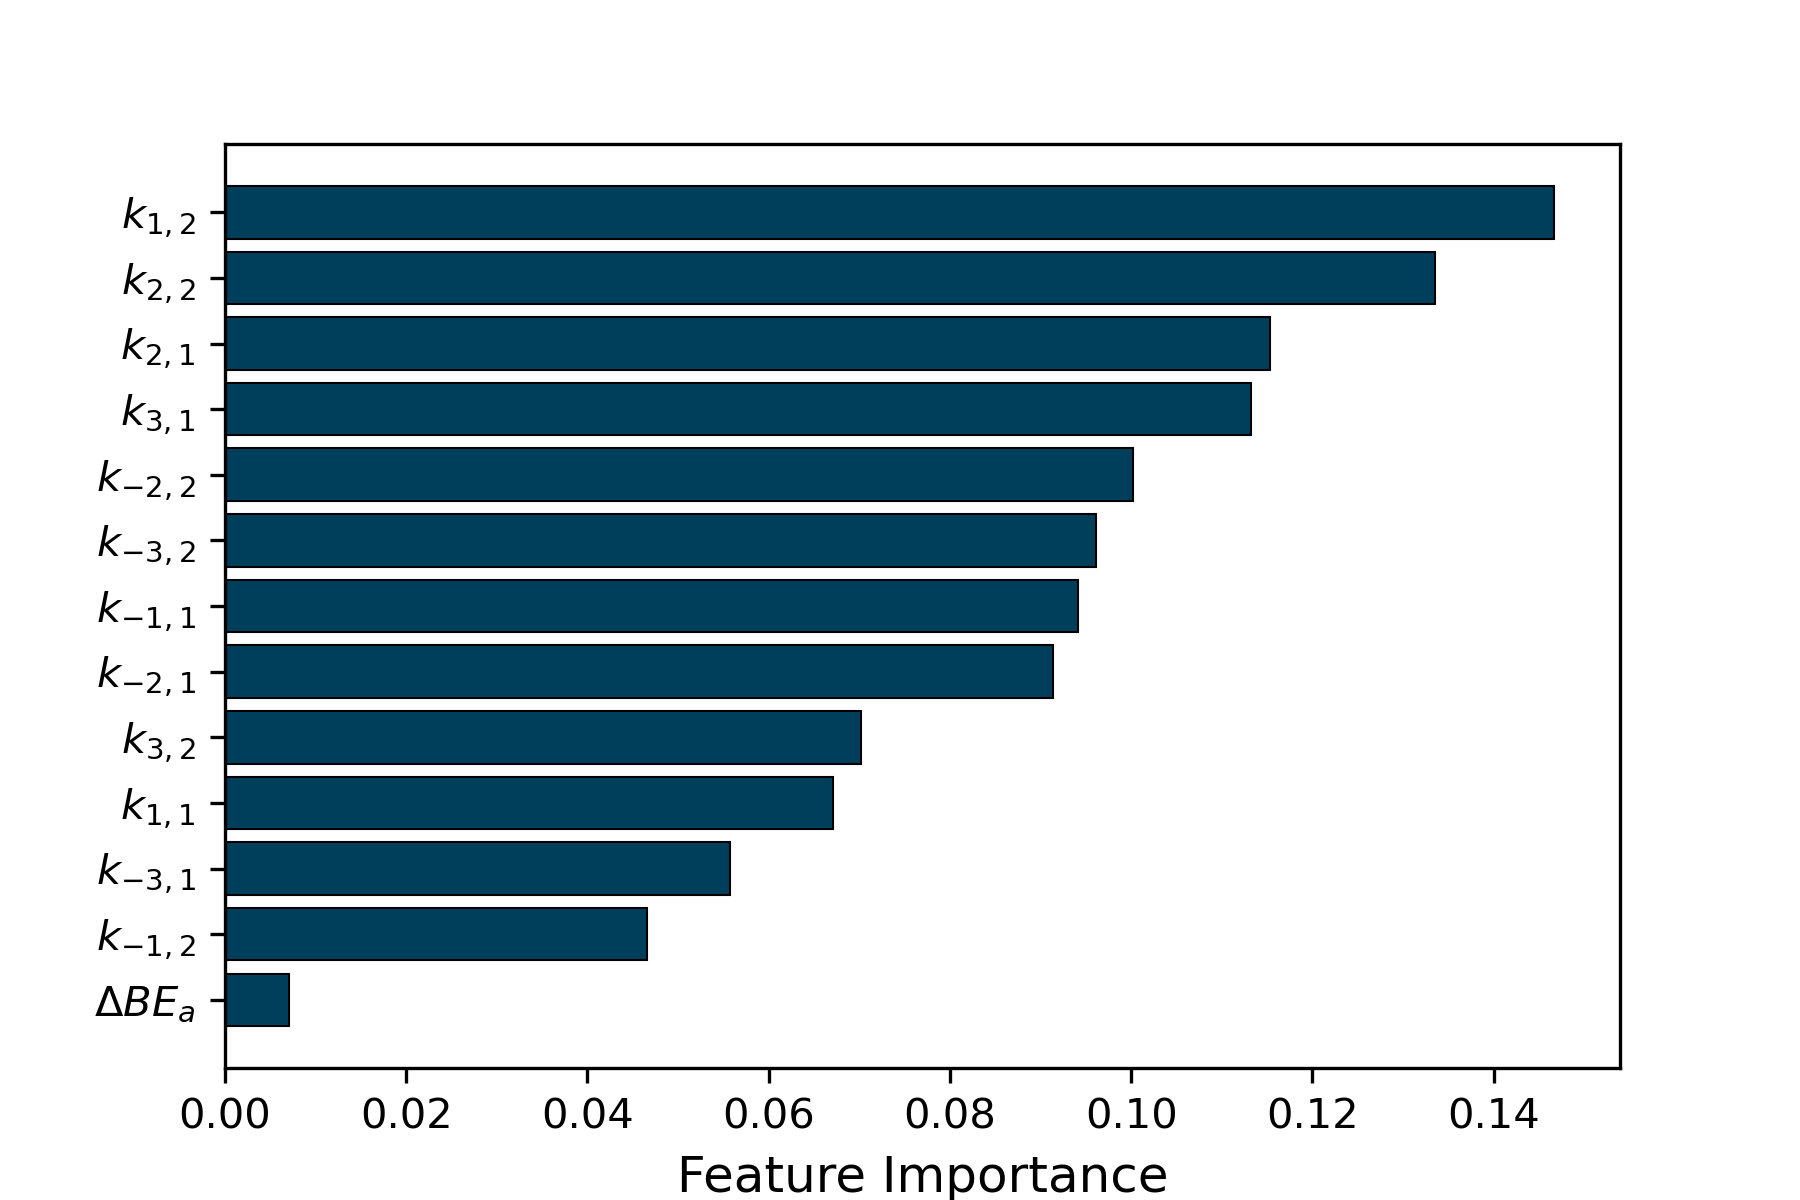 k₁,₂
k₂,₂
k₂,₁
k₃,₁
k₋₂,₂
k₋₃,₂
k₋₁,₁
k₋₂,₁
k₃,₂
k₁,₁
k₋₃,₁
k₋₁,₂
ΔBEₐ
0.00 0.02 0.04 0.06 0.08 0.10 0.12 0.14
Feature Importance